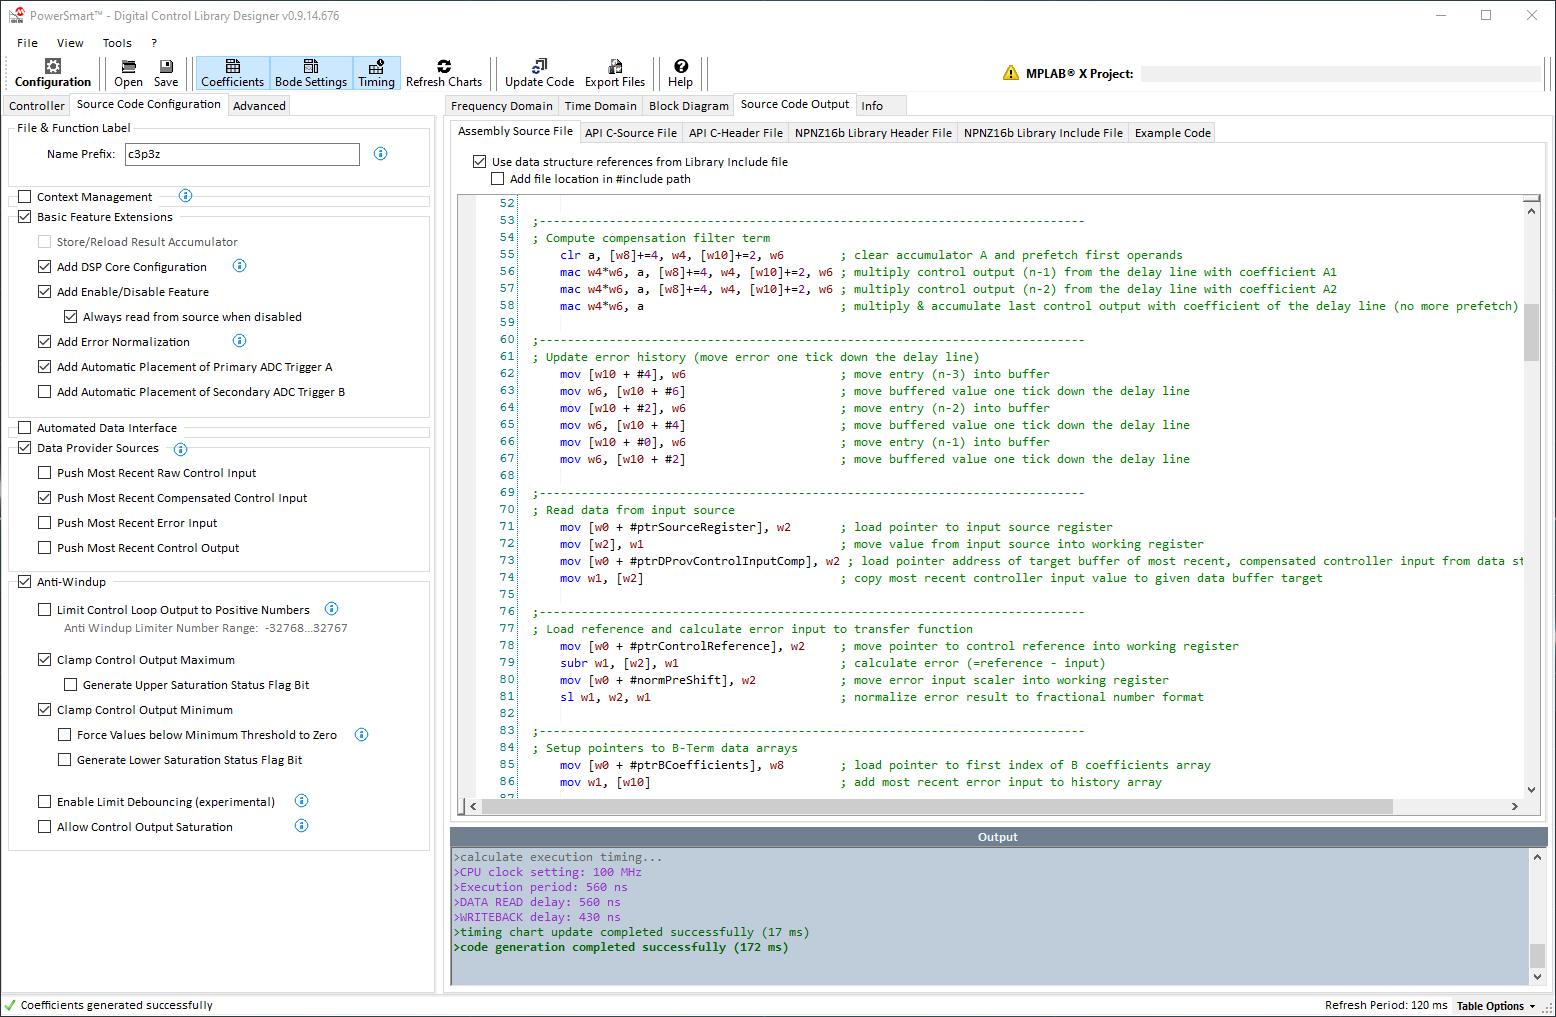 PowerSmart™ - Digital Control Library Designer v0.9.14.676
File View Tools ?
Configuration Open Save Coefficients Bode Settings Timing Refresh Charts Update Code Export Files Help MPLAB® X Project:
Controller Source Code Configuration Advanced
File & Function Label
Name Prefix: c3p3z
Context Management
Basic Feature Extensions
Store/Reload Result Accumulator
Add DSP Core Configuration
Add Enable/Disable Feature
Always read from source when disabled
Add Error Normalization
Add Automatic Placement of Primary ADC Trigger A
Add Automatic Placement of Secondary ADC Trigger B
Automated Data Interface
Data Provider Sources
Push Most Recent Raw Control Input
Push Most Recent Compensated Control Input
Push Most Recent Error Input
Push Most Recent Control Output
Anti-Windup
Limit Control Loop Output to Positive Numbers
Anti Windup Limiter Number Range: -32768...32767
Clamp Control Output Maximum
Generate Upper Saturation Status Flag Bit
Clamp Control Output Minimum
Force Values below Minimum Threshold to Zero
Generate Lower Saturation Status Flag Bit
Enable Limit Debouncing (experimental)
Allow Control Output Saturation
Frequency Domain Time Domain Block Diagram Source Code Output Info
Assembly Source File API C-Source File API C-Header File NPNZ16b Library Header File NPNZ16b Library Include File Example Code
Use data structure references from Library Include file
Add file location in #include path
52
53 ;------------------------------------------------------------------------------
54 ; Compute compensation filter term
55 clr a, [w8]+=4, w4, [w10]+=2, w6 ; clear accumulator A and prefetch first operands
56 mac w4*w6, a, [w8]+=4, w4, [w10]+=2, w6 ; multiply control output (n-1) from the delay line with coefficient A1
57 mac w4*w6, a, [w8]+=4, w4, [w10]+=2, w6 ; multiply control output (n-2) from the delay line with coefficient A2
58 mac w4*w6, a ; multiply & accumulate last control output with coefficient of the delay line (no more prefetch)
59
60 ;------------------------------------------------------------------------------
61 ; Update error history (move error one tick down the delay line)
62 mov [w10 + #4], w6 ; move entry (n-3) into buffer
63 mov w6, [w10 + #6] ; move buffered value one tick down the delay line
64 mov [w10 + #2], w6 ; move entry (n-2) into buffer
65 mov w6, [w10 + #4] ; move buffered value one tick down the delay line
66 mov [w10 + #0], w6 ; move entry (n-1) into buffer
67 mov w6, [w10 + #2] ; move buffered value one tick down the delay line
68
69 ;------------------------------------------------------------------------------
70 ; Read data from input source
71 mov [w0 + #ptrSourceRegister], w2 ; load pointer to input source register
72 mov [w2], w1 ; move value from input source into working register
73 mov [w0 + #ptrDProvControlInputComp], w2 ; load pointer address of target buffer of most recent, compensated controller input from data st
74 mov w1, [w2] ; copy most recent controller input value to given data buffer target
75
76 ;------------------------------------------------------------------------------
77 ; Load reference and calculate error input to transfer function
78 mov [w0 + #ptrControlReference], w2 ; move pointer to control reference into working register
79 subr w1, [w2], w1 ; calculate error (=reference - input)
80 mov [w0 + #normPreShift], w2 ; move error input scaler into working register
81 sl w1, w2, w1 ; normalize error result to fractional number format
82
83 ;------------------------------------------------------------------------------
84 ; Setup pointers to B-Term data arrays
85 mov [w0 + #ptrBCoefficients], w8 ; load pointer to first index of B coefficients array
86 mov w1, [w10] ; add most recent error input to history array
87
Output
>calculate execution timing...
>CPU clock setting: 100 MHz
>Execution period: 560 ns
>DATA READ delay: 560 ns
>WRITEBACK delay: 430 ns
>timing chart update completed successfully (17 ms)
>code generation completed successfully (172 ms)
Coefficients generated successfully Refresh Period: 120 ms Table Options